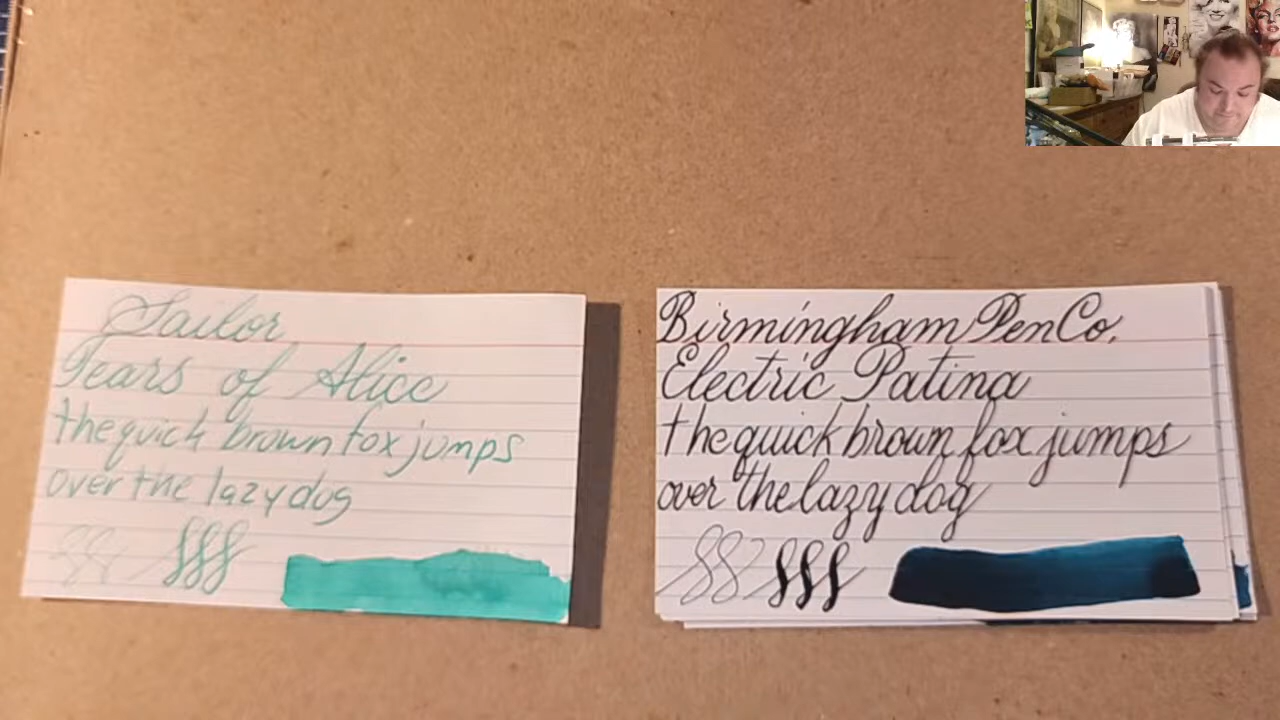 Sailor
Tears of Alice
the quick brown fox jumps
over the lazy dog
Birmingham Pen Co.
Electric Patina
the quick brown fox jumps
over the lazy dog